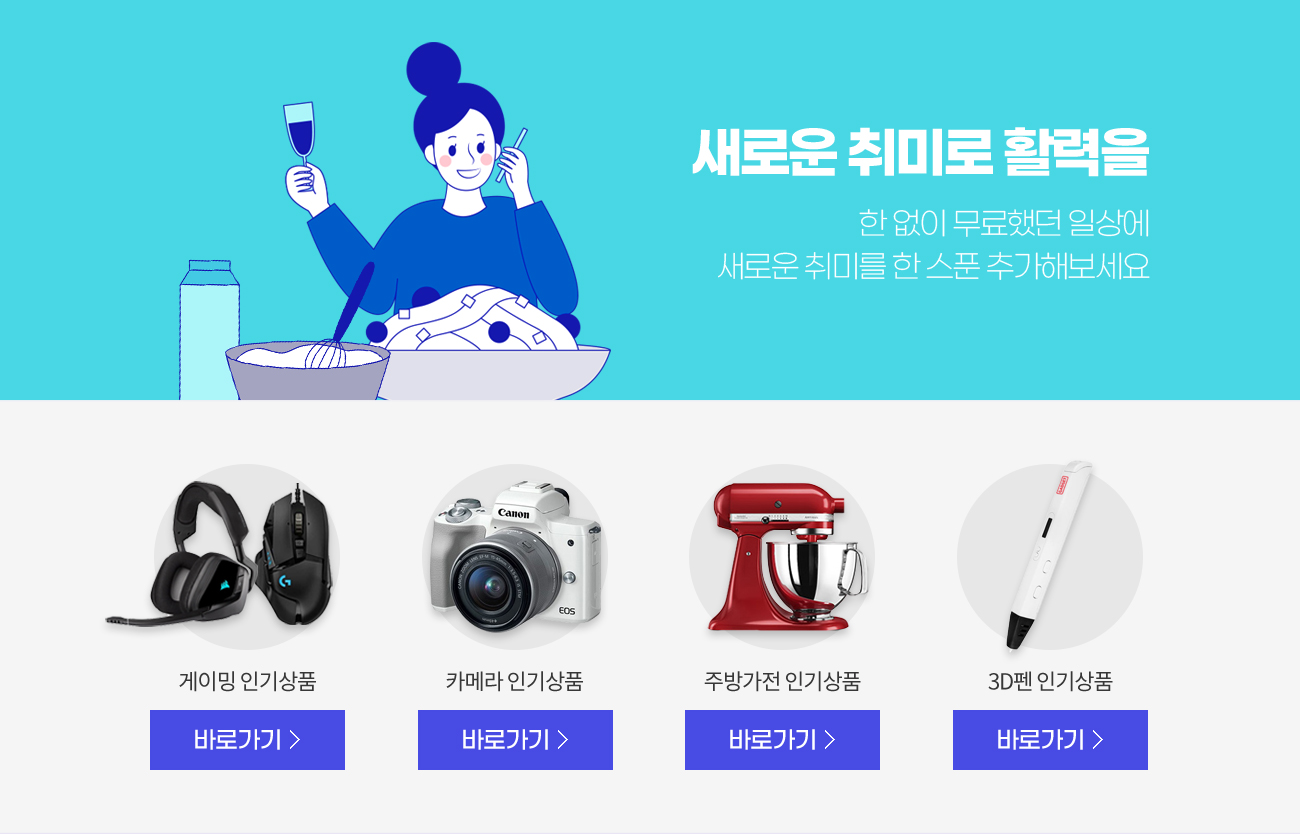 새로운 취미로 활력을
한 없이 무료했던 일상에
새로운 취미를 한 스푼 추가해보세요
Canon
EOS
게이밍 인기상품
카메라 인기상품
주방가전 인기상품
3D펜 인기상품
바로가기
바로가기
바로가기
바로가기